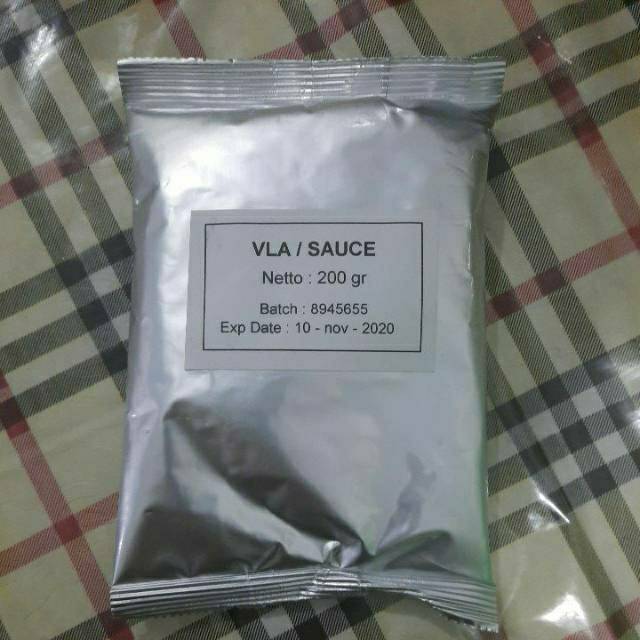 VLA / SAUCE
Netto : 200 gr
Batch : 8945655
Exp Date : 10 - nov - 2020